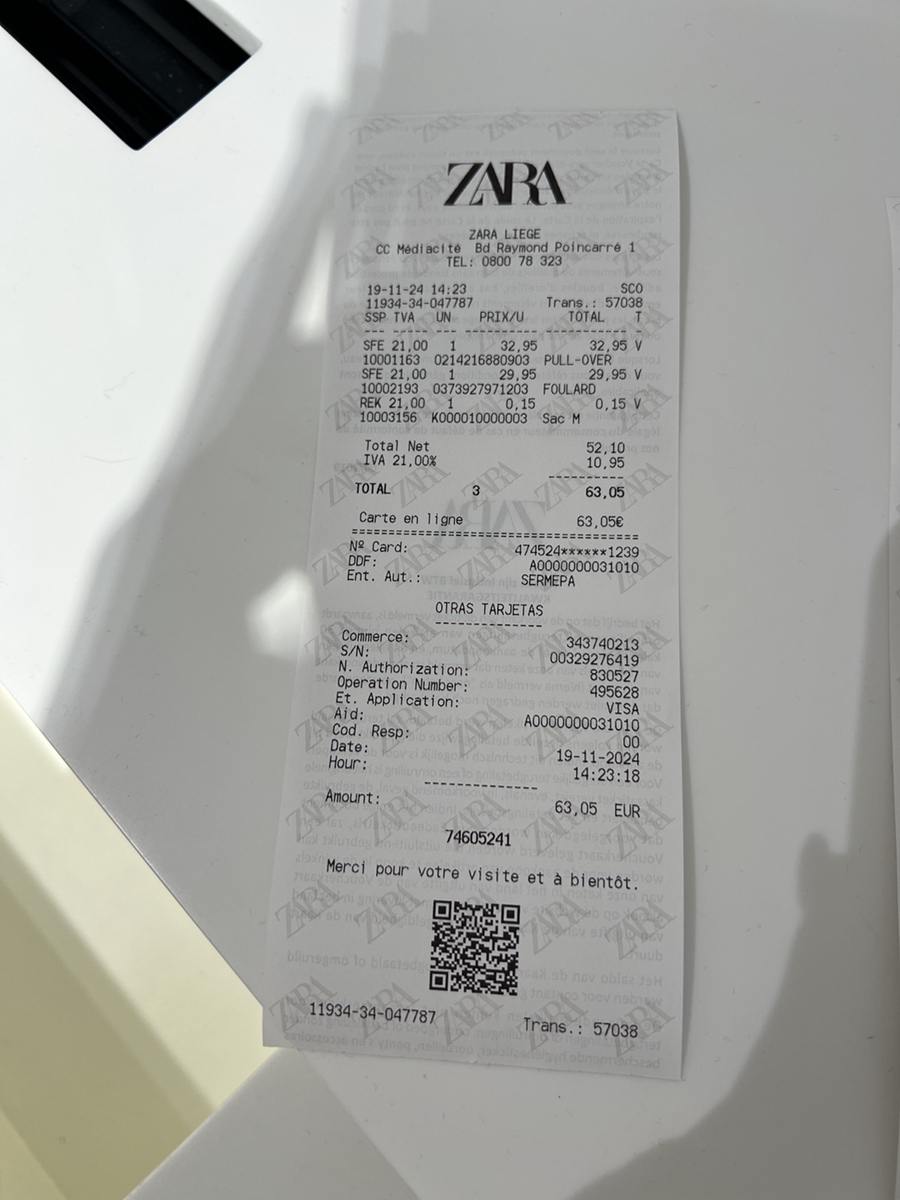 ZARA
ZARA LIEGE
CC Médiacité Bd Raymond Poincarré 1
TEL: 0800 78 323
19-11-24 14:23 SCO
11934-34-047787 Trans.: 57038
SSP TVA UN PRIX/U TOTAL T
SFE 21,00 1 32,95 32,95 V
10001163 0214216880903 PULL-OVER
SFE 21,00 1 29,95 29,95 V
10002193 0373927971203 FOULARD
REK 21,00 1 0,15 0,15 V
10003156 K000010000003 Sac M
Total Net 52,10
IVA 21,00% 10,95
TOTAL 3 63,05
Carte en ligne 63,05€
Nº Card: 474524******1239
DDF: A0000000031010
Ent. Aut.: SERMEPA
OTRAS TARJETAS
Commerce: 343740213
S/N: 00329276419
N. Authorization: 830527
Operation Number: 495628
Et. Application: VISA
Aid: A0000000031010
Cod. Resp: 00
Date: 19-11-2024
Hour: 14:23:18
Amount: 63,05 EUR
74605241
Merci pour votre visite et à bientôt.
11934-34-047787 Trans.: 57038